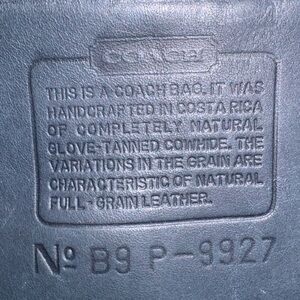 COACH
THIS IS A COACH BAG. IT WAS
HANDCRAFTED IN COSTA RICA
OF COMPLETELY NATURAL
GLOVE-TANNED COWHIDE. THE
VARIATIONS IN THE GRAIN ARE
CHARACTERISTIC OF NATURAL
FULL-GRAIN LEATHER.
Nº B9 P-9927